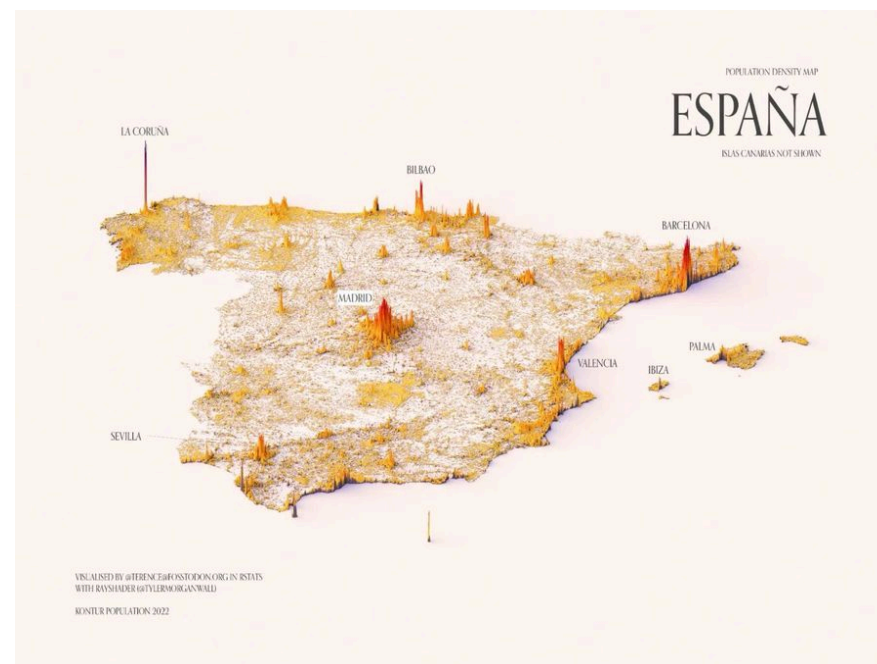 POPULATION DENSITY MAP
ESPAÑA
ISLAS CANARIAS NOT SHOWN
LA CORUÑA
BILBAO
BARCELONA
MADRID
PALMA
VALENCIA
IBIZA
SEVILLA
VISUALISED BY @TERENCE@FOSSTODON.ORG IN RSTATS
WITH RAYSHADER (@TYLERMORGANWALL)
KONTUR POPULATION 2022